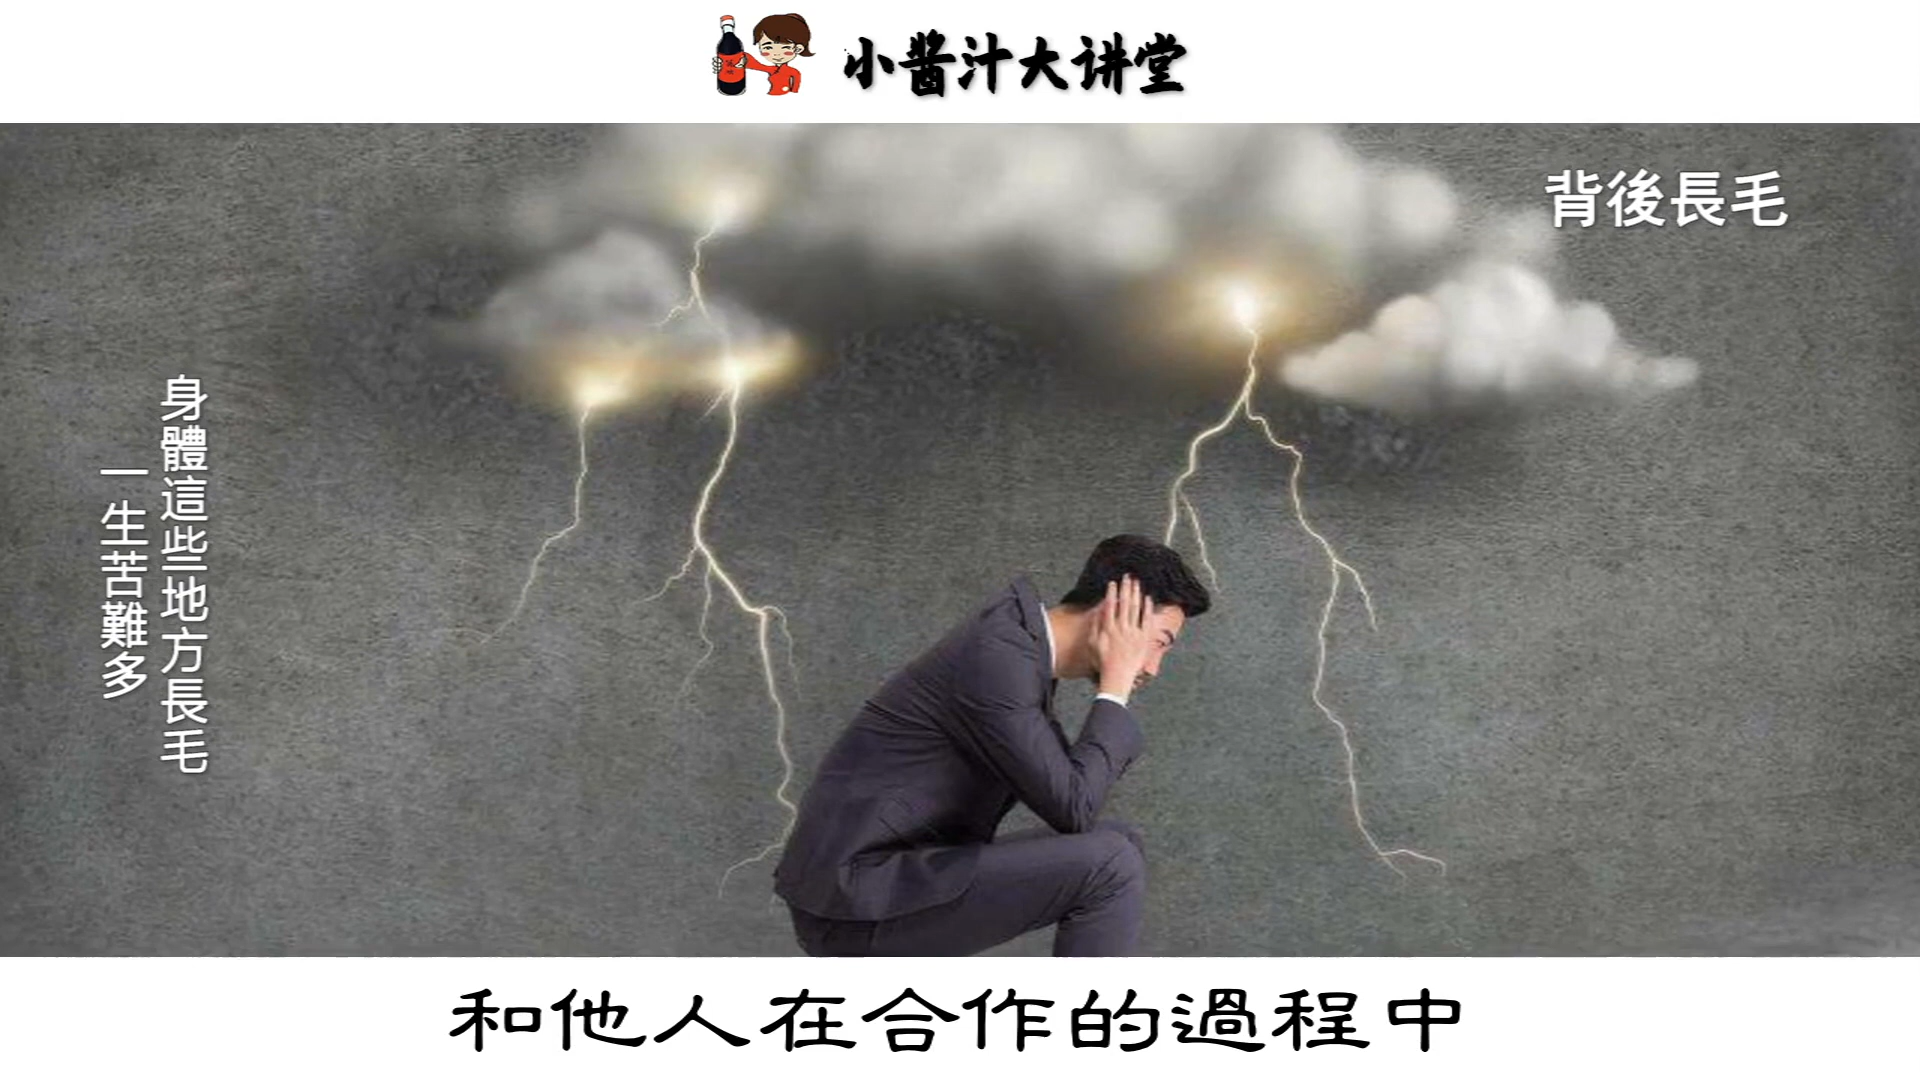 小酱汁大讲堂
背後長毛
身體這些地方長毛
一生苦難多
和他人在合作的過程中